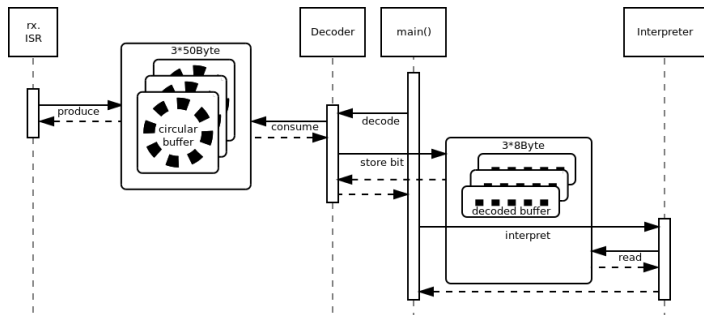 rx.
ISR
Decoder
main()
Interpreter
3*50Byte
produce
circular
buffer
consume
decode
3*8Byte
store bit
decoded buffer
interpret
read